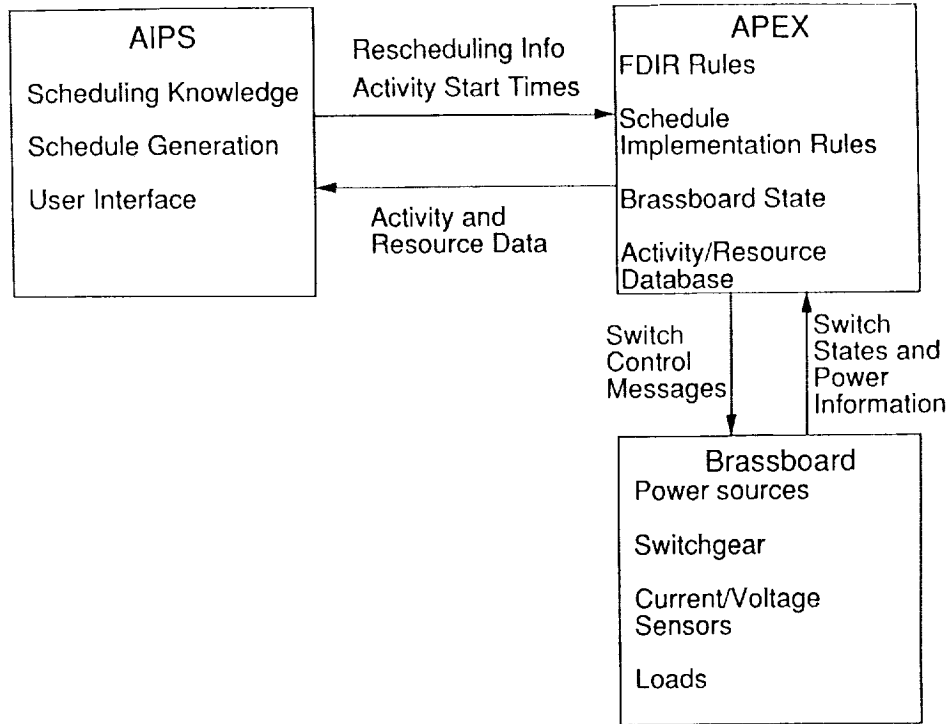 AIPS
Scheduling Knowledge
Schedule Generation
User Interface
Rescheduling Info
Activity Start Times
Activity and
Resource Data
APEX
FDIR Rules
Schedule
Implementation Rules
Brassboard State
Activity/Resource
Database
Switch
Control
Messages
Switch
States and
Power
Information
Brassboard
Power sources
Switchgear
Current/Voltage
Sensors
Loads